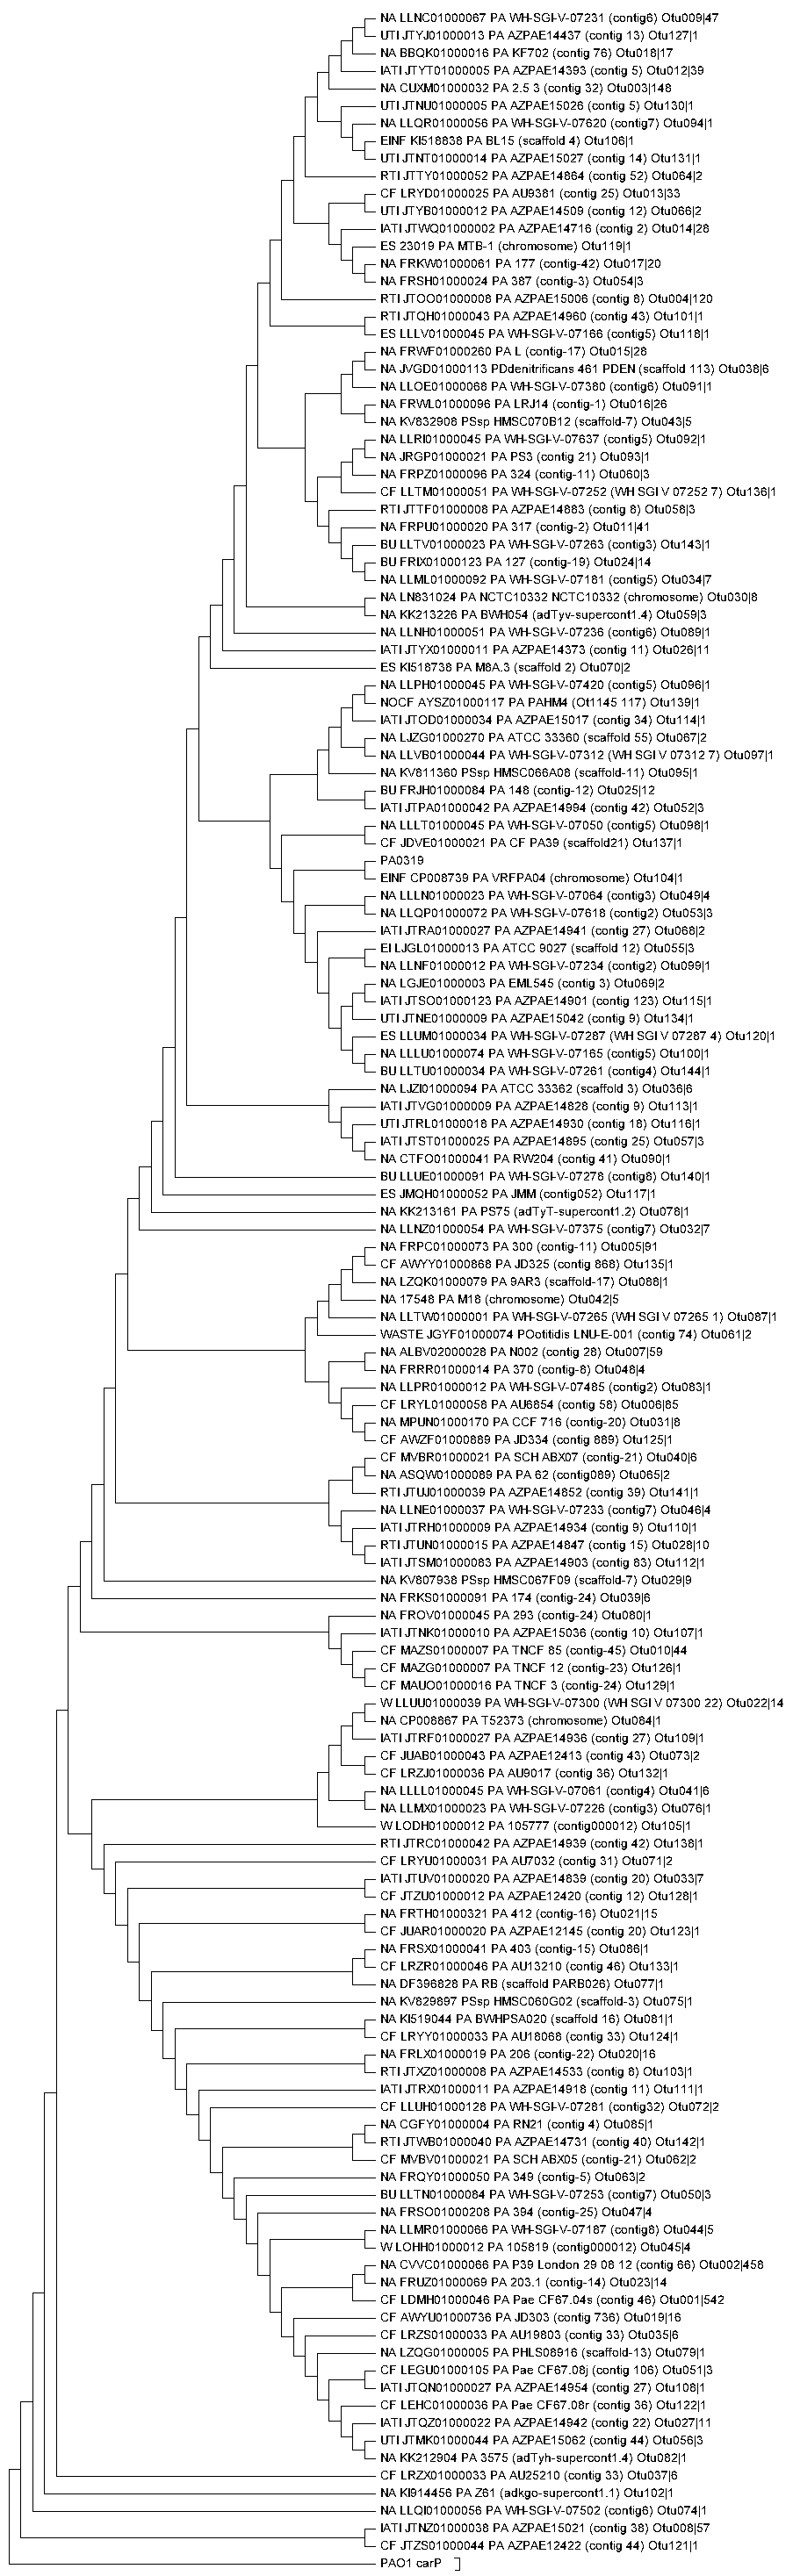 NA LLNC01000067 PA WH-SGI-V-07231 (contig6) Otu009|47
UTI JTYJ01000013 PA AZPAE14437 (contig 13) Otu127|1
NA BBQK01000016 PA KF702 (contig 76) Otu018|17
IATI JTYT01000005 PA AZPAE14393 (contig 5) Otu012|39
NA CUXM01000032 PA 2.5 3 (contig 32) Otu003|148
UTI JTNU01000005 PA AZPAE15026 (contig 5) Otu130|1
NA LLQR01000056 PA WH-SGI-V-07620 (contig7) Otu094|1
EINF KI518838 PA BL15 (scaffold 4) Otu106|1
UTI JTNT01000014 PA AZPAE15027 (contig 14) Otu131|1
RTI JTTY01000052 PA AZPAE14864 (contig 52) Otu064|2
CF LRYD01000025 PA AU9381 (contig 25) Otu013|33
UTI JTYB01000012 PA AZPAE14509 (contig 12) Otu066|2
IATI JTWQ01000002 PA AZPAE14716 (contig 2) Otu014|28
ES 23019 PA MTB-1 (chromosome) Otu119|1
NA FRKW01000061 PA 177 (contig-42) Otu017|20
NA FRSH01000024 PA 387 (contig-3) Otu054|3
RTI JTOO01000008 PA AZPAE15006 (contig 8) Otu004|120
RTI JTQH01000043 PA AZPAE14960 (contig 43) Otu101|1
ES LLLV01000045 PA WH-SGI-V-07166 (contig5) Otu118|1
NA FRWF01000260 PA L (contig-17) Otu015|28
NA JVGD01000113 PDdenitrificans 461 PDEN (scaffold 113) Otu038|6
NA LLOE01000068 PA WH-SGI-V-07380 (contig6) Otu091|1
NA FRWL01000096 PA LRJ14 (contig-1) Otu016|26
NA KV832908 PSsp HMSC070B12 (scaffold-7) Otu043|5
NA LLRI01000045 PA WH-SGI-V-07637 (contig5) Otu092|1
NA JRGP01000021 PA PS3 (contig 21) Otu093|1
NA FRPZ01000096 PA 324 (contig-11) Otu060|3
CF LLTM01000051 PA WH-SGI-V-07252 (WH SGI V 07252 7) Otu136|1
RTI JTTF01000008 PA AZPAE14883 (contig 8) Otu058|3
NA FRPU01000020 PA 317 (contig-2) Otu011|41
BU LLTV01000023 PA WH-SGI-V-07263 (contig3) Otu143|1
BU FRIX01000123 PA 127 (contig-19) Otu024|14
NA LLML01000092 PA WH-SGI-V-07181 (contig5) Otu034|7
NA LN831024 PA NCTC10332 NCTC10332 (chromosome) Otu030|8
NA KK213226 PA BWH054 (adTyv-supercont1.4) Otu059|3
NA LLNH01000051 PA WH-SGI-V-07236 (contig6) Otu089|1
IATI JTYX01000011 PA AZPAE14373 (contig 11) Otu026|11
ES KI518738 PA M8A.3 (scaffold 2) Otu070|2
NA LLPH01000045 PA WH-SGI-V-07420 (contig5) Otu096|1
NOCF AYSZ01000117 PA PAHM4 (Ot1145 117) Otu139|1
IATI JTOD01000034 PA AZPAE15017 (contig 34) Otu114|1
NA LJZG01000270 PA ATCC 33360 (scaffold 55) Otu067|2
NA LLVB01000044 PA WH-SGI-V-07312 (WH SGI V 07312 7) Otu097|1
NA KV811360 PSsp HMSC066A08 (scaffold-11) Otu095|1
BU FRJH01000084 PA 148 (contig-12) Otu025|12
IATI JTPA01000042 PA AZPAE14994 (contig 42) Otu052|3
NA LLLT01000045 PA WH-SGI-V-07050 (contig5) Otu098|1
CF JDVE01000021 PA CF PA39 (scaffold21) Otu137|1
PA0319
EINF CP008739 PA VRFPA04 (chromosome) Otu104|1
NA LLLN01000023 PA WH-SGI-V-07064 (contig3) Otu049|4
NA LLQP01000072 PA WH-SGI-V-07618 (contig2) Otu053|3
IATI JTRA01000027 PA AZPAE14941 (contig 27) Otu068|2
EI LJGL01000013 PA ATCC 9027 (scaffold 12) Otu055|3
NA LLNF01000012 PA WH-SGI-V-07234 (contig2) Otu099|1
NA LGJE01000003 PA EML545 (contig 3) Otu069|2
IATI JTSO01000123 PA AZPAE14901 (contig 123) Otu115|1
UTI JTNE01000009 PA AZPAE15042 (contig 9) Otu134|1
ES LLUM01000034 PA WH-SGI-V-07287 (WH SGI V 07287 4) Otu120|1
NA LLLU01000074 PA WH-SGI-V-07165 (contig5) Otu100|1
BU LLTU01000034 PA WH-SGI-V-07261 (contig4) Otu144|1
NA LJZI01000094 PA ATCC 33362 (scaffold 3) Otu036|6
IATI JTVG01000009 PA AZPAE14828 (contig 9) Otu113|1
UTI JTRL01000018 PA AZPAE14930 (contig 18) Otu116|1
IATI JTST01000025 PA AZPAE14895 (contig 25) Otu057|3
NA CTFO01000041 PA RW204 (contig 41) Otu090|1
BU LLUE01000091 PA WH-SGI-V-07278 (contig8) Otu140|1
ES JMQH01000052 PA JMM (contig052) Otu117|1
NA KK213161 PA PS75 (adTyT-supercont1.2) Otu078|1
NA LLNZ01000054 PA WH-SGI-V-07375 (contig7) Otu032|7
NA FRPC01000073 PA 300 (contig-11) Otu005|91
CF AWYY01000868 PA JD325 (contig 868) Otu135|1
NA LZQK01000079 PA 9AR3 (scaffold-17) Otu088|1
NA 17548 PA M18 (chromosome) Otu042|5
NA LLTW01000001 PA WH-SGI-V-07265 (WH SGI V 07265 1) Otu087|1
WASTE JGYF01000074 POotitidis LNU-E-001 (contig 74) Otu061|2
NA ALBV02000028 PA N002 (contig 28) Otu007|59
NA FRRR01000014 PA 370 (contig-8) Otu048|4
NA LLPR01000012 PA WH-SGI-V-07485 (contig2) Otu083|1
CF LRYL01000058 PA AU6854 (contig 58) Otu006|85
NA MPUN01000170 PA CCF 716 (contig-20) Otu031|8
CF AWZF01000889 PA JD334 (contig 889) Otu125|1
CF MVBR01000021 PA SCH ABX07 (contig-21) Otu040|6
NA ASQW01000089 PA PA 62 (contig089) Otu065|2
RTI JTUJ01000039 PA AZPAE14852 (contig 39) Otu141|1
NA LLNE01000037 PA WH-SGI-V-07233 (contig7) Otu046|4
IATI JTRH01000009 PA AZPAE14934 (contig 9) Otu110|1
RTI JTUN01000015 PA AZPAE14847 (contig 15) Otu028|10
IATI JTSM01000083 PA AZPAE14903 (contig 83) Otu112|1
NA KV807938 PSsp HMSC067F09 (scaffold-7) Otu029|9
NA FRKS01000091 PA 174 (contig-24) Otu039|6
NA FROV01000045 PA 293 (contig-24) Otu080|1
IATI JTNK01000010 PA AZPAE15036 (contig 10) Otu107|1
CF MAZS01000007 PA TNCF 85 (contig-45) Otu010|44
CF MAZG01000007 PA TNCF 12 (contig-23) Otu126|1
CF MAUO01000016 PA TNCF 3 (contig-24) Otu129|1
W LLUU01000039 PA WH-SGI-V-07300 (WH SGI V 07300 22) Otu022|14
NA CP008867 PA T52373 (chromosome) Otu084|1
IATI JTRF01000027 PA AZPAE14936 (contig 27) Otu109|1
CF JUAB01000043 PA AZPAE12413 (contig 43) Otu073|2
CF LRZJ01000036 PA AU9017 (contig 36) Otu132|1
NA LLLL01000045 PA WH-SGI-V-07061 (contig4) Otu041|6
NA LLMX01000023 PA WH-SGI-V-07226 (contig3) Otu076|1
W LODH01000012 PA 105777 (contig000012) Otu105|1
RTI JTRC01000042 PA AZPAE14939 (contig 42) Otu138|1
CF LRYU01000031 PA AU7032 (contig 31) Otu071|2
IATI JTUV01000020 PA AZPAE14839 (contig 20) Otu033|7
CF JTZU01000012 PA AZPAE12420 (contig 12) Otu128|1
NA FRTH01000321 PA 412 (contig-16) Otu021|15
CF JUAR01000020 PA AZPAE12145 (contig 20) Otu123|1
NA FRSX01000041 PA 403 (contig-15) Otu086|1
CF LRZR01000046 PA AU13210 (contig 46) Otu133|1
NA DF396828 PA RB (scaffold PARB026) Otu077|1
NA KV829897 PSsp HMSC060G02 (scaffold-3) Otu075|1
NA KI519044 PA BWHPSA020 (scaffold 16) Otu081|1
CF LRYY01000033 PA AU18068 (contig 33) Otu124|1
NA FRLX01000019 PA 206 (contig-22) Otu020|16
RTI JTXZ01000008 PA AZPAE14533 (contig 8) Otu103|1
IATI JTRX01000011 PA AZPAE14918 (contig 11) Otu111|1
CF LLUH01000128 PA WH-SGI-V-07281 (contig32) Otu072|2
NA CGFY01000004 PA RN21 (contig 4) Otu085|1
RTI JTWB01000040 PA AZPAE14731 (contig 40) Otu142|1
CF MVBV01000021 PA SCH ABX05 (contig-21) Otu062|2
NA FRQY01000050 PA 349 (contig-5) Otu063|2
BU LLTN01000084 PA WH-SGI-V-07253 (contig7) Otu050|3
NA FRSO01000208 PA 394 (contig-25) Otu047|4
NA LLMR01000066 PA WH-SGI-V-07187 (contig8) Otu044|5
W LOHH01000012 PA 105819 (contig000012) Otu045|4
NA CVVC01000066 PA P39 London 29 08 12 (contig 66) Otu002|458
NA FRUZ01000069 PA 203.1 (contig-14) Otu023|14
CF LDMH01000046 PA Pae CF67.04s (contig 46) Otu001|542
CF AWYU01000736 PA JD303 (contig 736) Otu019|16
CF LRZS01000033 PA AU19803 (contig 33) Otu035|6
NA LZQG01000005 PA PHLS08916 (scaffold-13) Otu079|1
CF LEGU01000105 PA Pae CF67.08j (contig 106) Otu051|3
IATI JTQN01000027 PA AZPAE14954 (contig 27) Otu108|1
CF LEHC01000036 PA Pae CF67.08r (contig 36) Otu122|1
IATI JTQZ01000022 PA AZPAE14942 (contig 22) Otu027|11
UTI JTMK01000044 PA AZPAE15062 (contig 44) Otu056|3
NA KK212904 PA 3575 (adTyh-supercont1.4) Otu082|1
CF LRZX01000033 PA AU25210 (contig 33) Otu037|6
NA KI914456 PA Z61 (adkgo-supercont1.1) Otu102|1
NA LLQI01000056 PA WH-SGI-V-07502 (contig6) Otu074|1
IATI JTNZ01000038 PA AZPAE15021 (contig 38) Otu008|57
CF JTZS01000044 PA AZPAE12422 (contig 44) Otu121|1
PAO1 carP